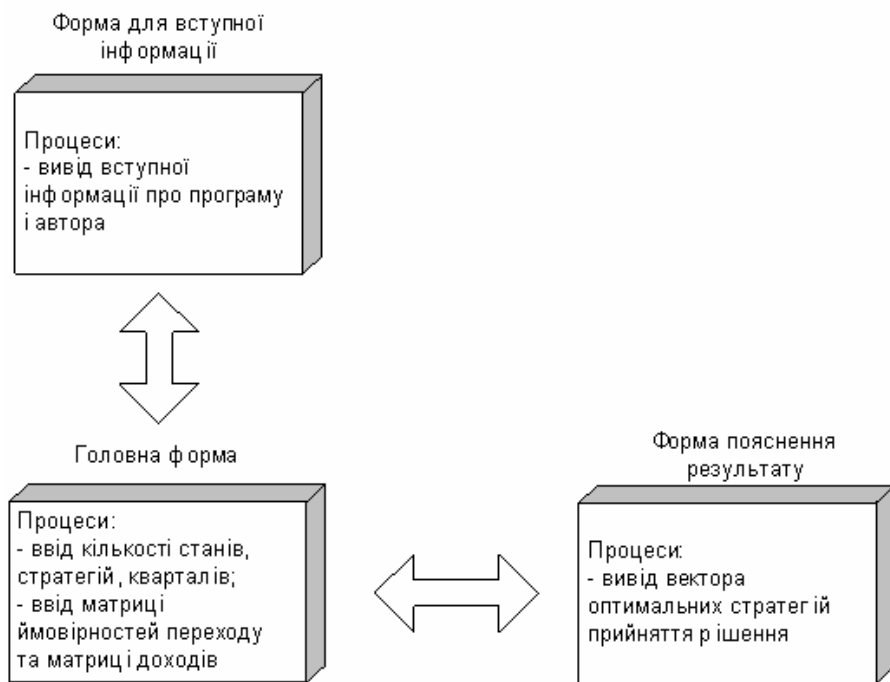 Форма для вступної
інформації
Процеси:
- вивід вступної
інформації про програму
і автора
Головна форма
Процеси:
- ввід кількості станів,
стратегій, кварталів;
- ввід матриці
ймовірностей переходу
та матриці доходів
Форма пояснення
результату
Процеси:
- вивід вектора
оптимальних стратегій
прийняття рішення